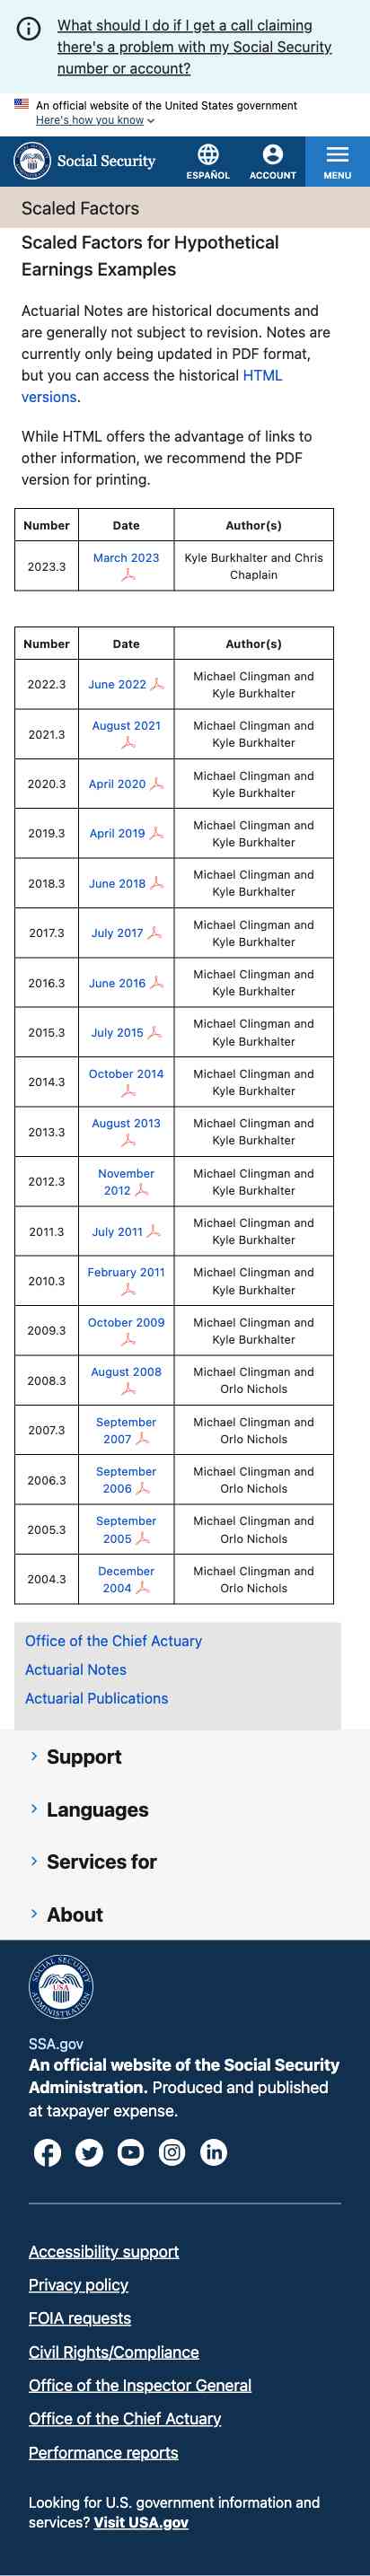 What should I do if I get a call claiming
there's a problem with my Social Security
number or account?
An official website of the United States government
Here's how you know
Social Security
ESPAÑOL
ACCOUNT
MENU
Scaled Factors
Scaled Factors for Hypothetical
Earnings Examples
Actuarial Notes are historical documents and
are generally not subject to revision. Notes are
currently only being updated in PDF format,
but you can access the historical HTML
versions.
While HTML offers the advantage of links to
other information, we recommend the PDF
version for printing.
Number Date Author(s)
2023.3 March 2023 Kyle Burkhalter and Chris
Chaplain
Number Date Author(s)
2022.3 June 2022 Michael Clingman and
Kyle Burkhalter
2021.3 August 2021 Michael Clingman and
Kyle Burkhalter
2020.3 April 2020 Michael Clingman and
Kyle Burkhalter
2019.3 April 2019 Michael Clingman and
Kyle Burkhalter
2018.3 June 2018 Michael Clingman and
Kyle Burkhalter
2017.3 July 2017 Michael Clingman and
Kyle Burkhalter
2016.3 June 2016 Michael Clingman and
Kyle Burkhalter
2015.3 July 2015 Michael Clingman and
Kyle Burkhalter
2014.3 October 2014 Michael Clingman and
Kyle Burkhalter
2013.3 August 2013 Michael Clingman and
Kyle Burkhalter
2012.3 November Michael Clingman and
2012 Kyle Burkhalter
2011.3 July 2011 Michael Clingman and
Kyle Burkhalter
2010.3 February 2011 Michael Clingman and
Kyle Burkhalter
2009.3 October 2009 Michael Clingman and
Kyle Burkhalter
2008.3 August 2008 Michael Clingman and
Orlo Nichols
2007.3 September Michael Clingman and
2007 Orlo Nichols
2006.3 September Michael Clingman and
2006 Orlo Nichols
2005.3 September Michael Clingman and
2005 Orlo Nichols
2004.3 December Michael Clingman and
2004 Orlo Nichols
Office of the Chief Actuary
Actuarial Notes
Actuarial Publications
Support
Languages
Services for
About
SOCIAL SECURITY
USA
ADMINISTRATION
SSA.gov
An official website of the Social Security
Administration. Produced and published
at taxpayer expense.
Accessibility support
Privacy policy
FOIA requests
Civil Rights/Compliance
Office of the Inspector General
Office of the Chief Actuary
Performance reports
Looking for U.S. government information and
services? Visit USA.gov